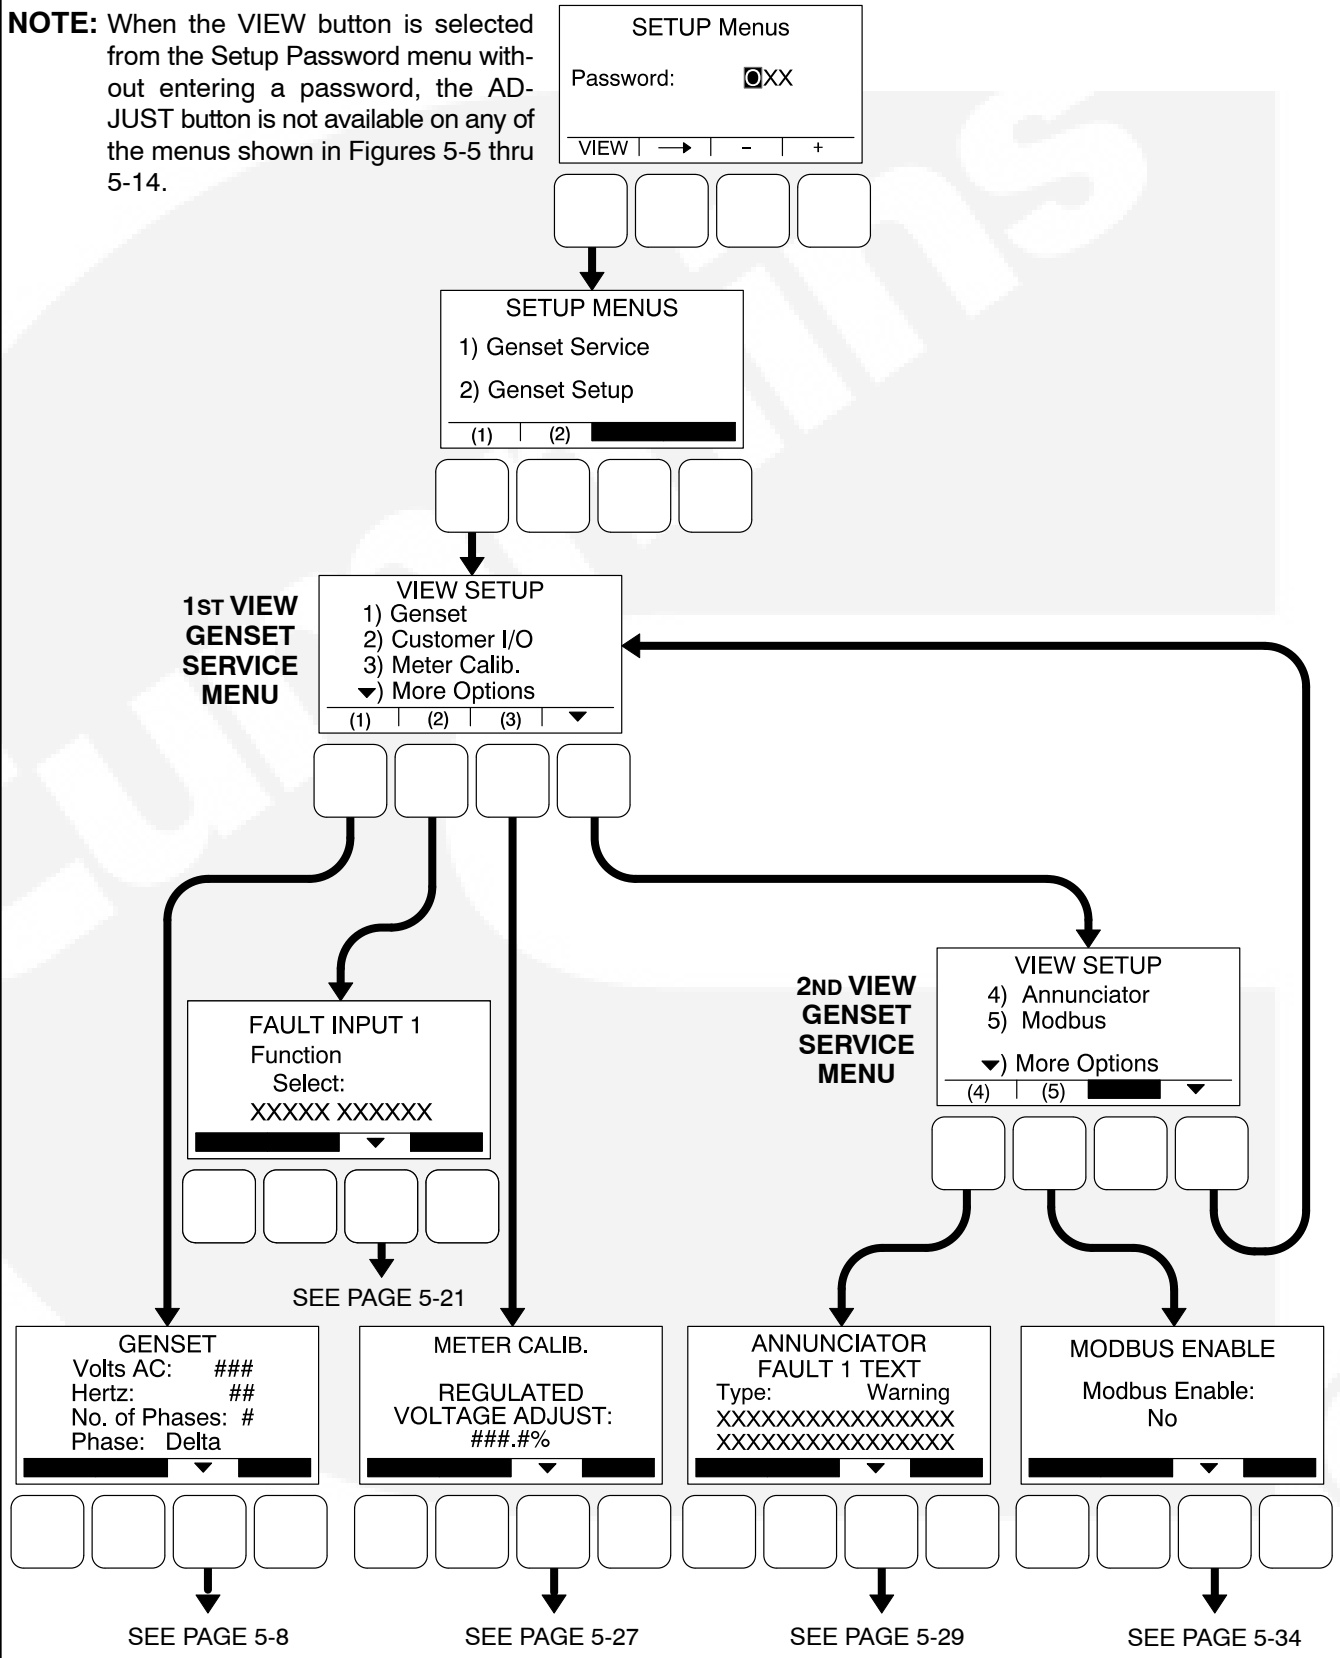 NOTE: When the VIEW button is selected
from the Setup Password menu with-
out entering a password, the AD-
JUST button is not available on any of
the menus shown in Figures 5-5 thru
5-14.
SETUP Menus
Password: 0XX
VIEW → - +
SETUP MENUS
1) Genset Service
2) Genset Setup
(1) (2)
1ST VIEW
GENSET
SERVICE
MENU
VIEW SETUP
1) Genset
2) Customer I/O
3) Meter Calib.
▼) More Options
(1) (2) (3) ▼
2ND VIEW
GENSET
SERVICE
MENU
VIEW SETUP
4) Annunciator
5) Modbus
▼) More Options
(4) (5) ▼
FAULT INPUT 1
Function
Select:
XXXXX XXXXXX
▼
SEE PAGE 5-21
GENSET
Volts AC: ###
Hertz: ##
No. of Phases: #
Phase: Delta
▼
SEE PAGE 5-8
METER CALIB.
REGULATED
VOLTAGE ADJUST:
###.#%
▼
SEE PAGE 5-27
ANNUNCIATOR
FAULT 1 TEXT
Type: Warning
XXXXXXXXXXXXXXXX
XXXXXXXXXXXXXXXX
▼
SEE PAGE 5-29
MODBUS ENABLE
Modbus Enable:
No
▼
SEE PAGE 5-34
Cummins